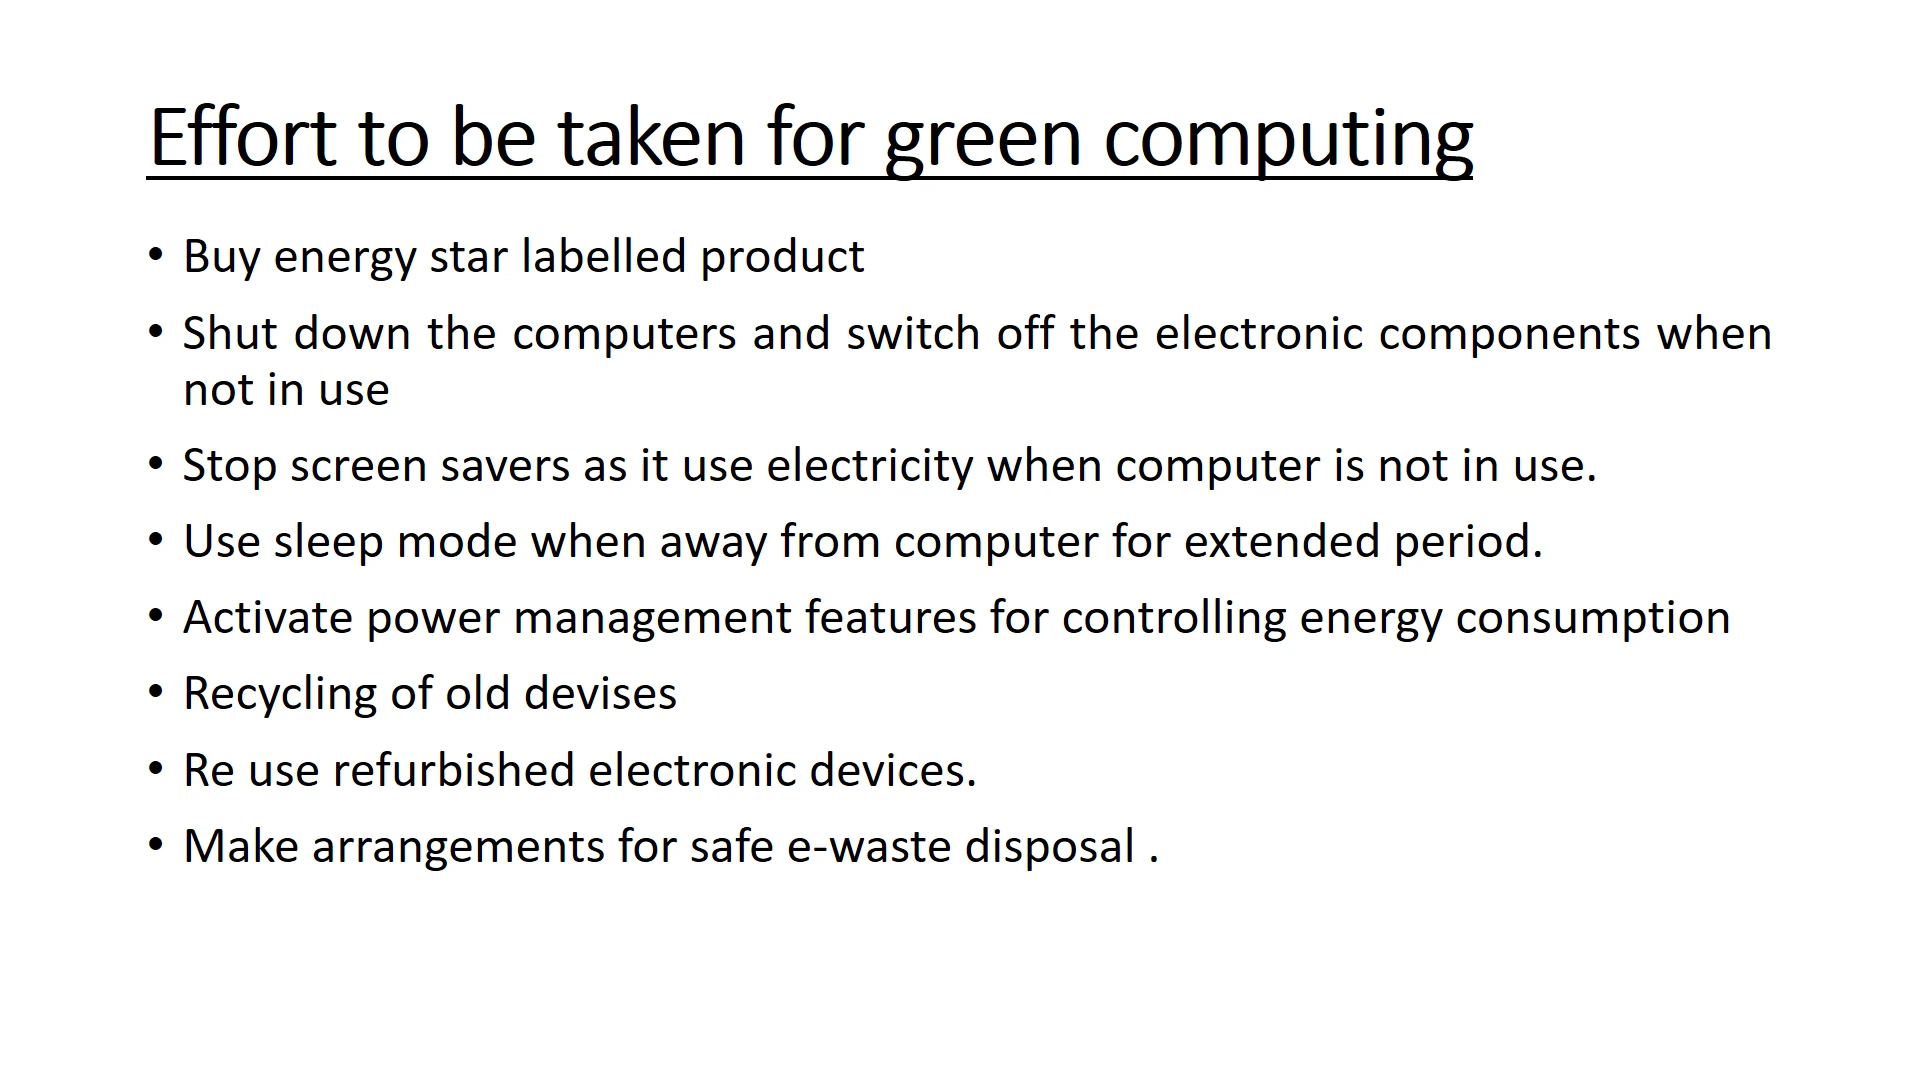 Effort to be taken for green computing
• Buy energy star labelled product
• Shut down the computers and switch off the electronic components when
not in use
• Stop screen savers as it use electricity when computer is not in use.
• Use sleep mode when away from computer for extended period.
• Activate power management features for controlling energy consumption
• Recycling of old devises
• Re use refurbished electronic devices.
• Make arrangements for safe e-waste disposal .